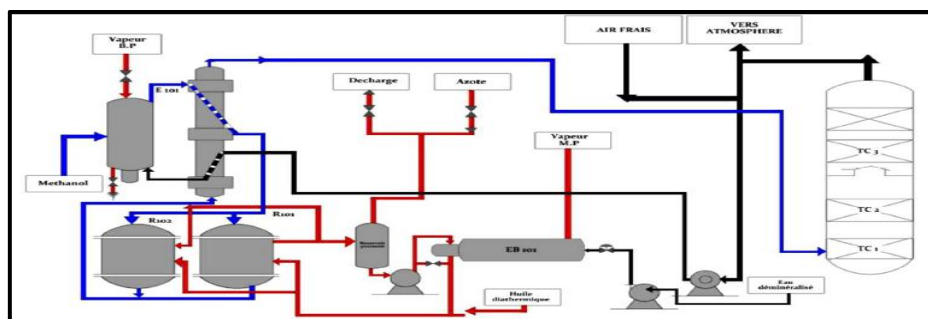 Vapeur
B.P
AIR FRAIS
VERS
ATMOSPHERE
E 101
Decharge
Azote
Vapeur
M.P
TC 3
Methanol
R102
R101
TC 2
EB 101
TC 1
Huile
diathermique
Eau
déminéralisé